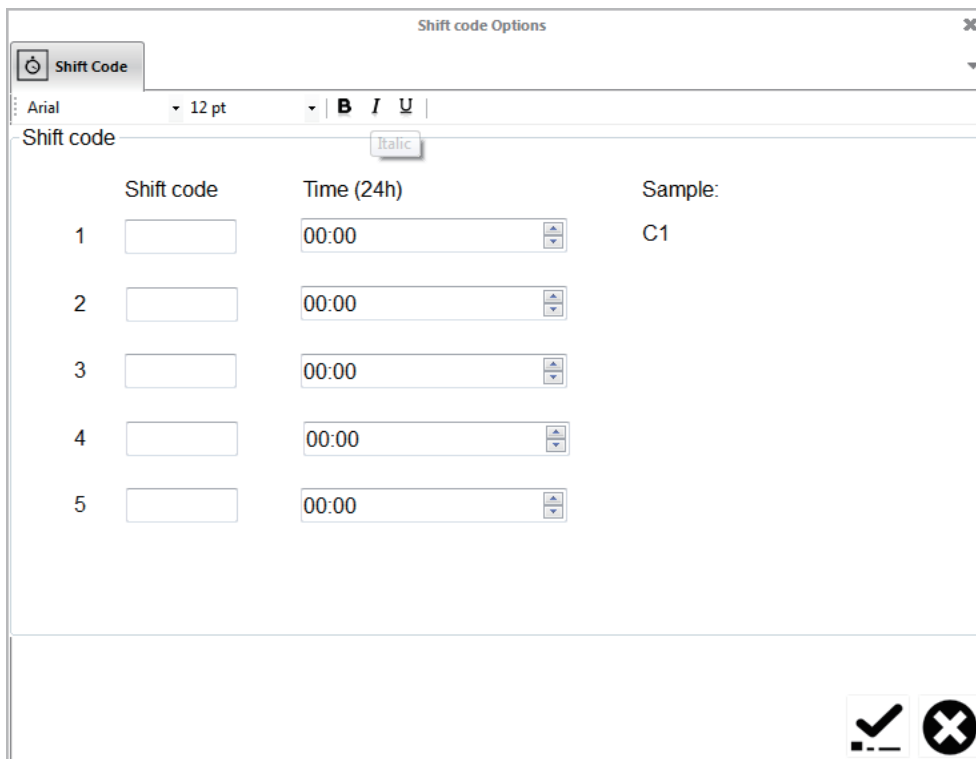 Shift code Options
Shift Code
Arial 12 pt B I U
Shift code
Italic
Shift code Time (24h) Sample:
1 00:00 C1
2 00:00
3 00:00
4 00:00
5 00:00